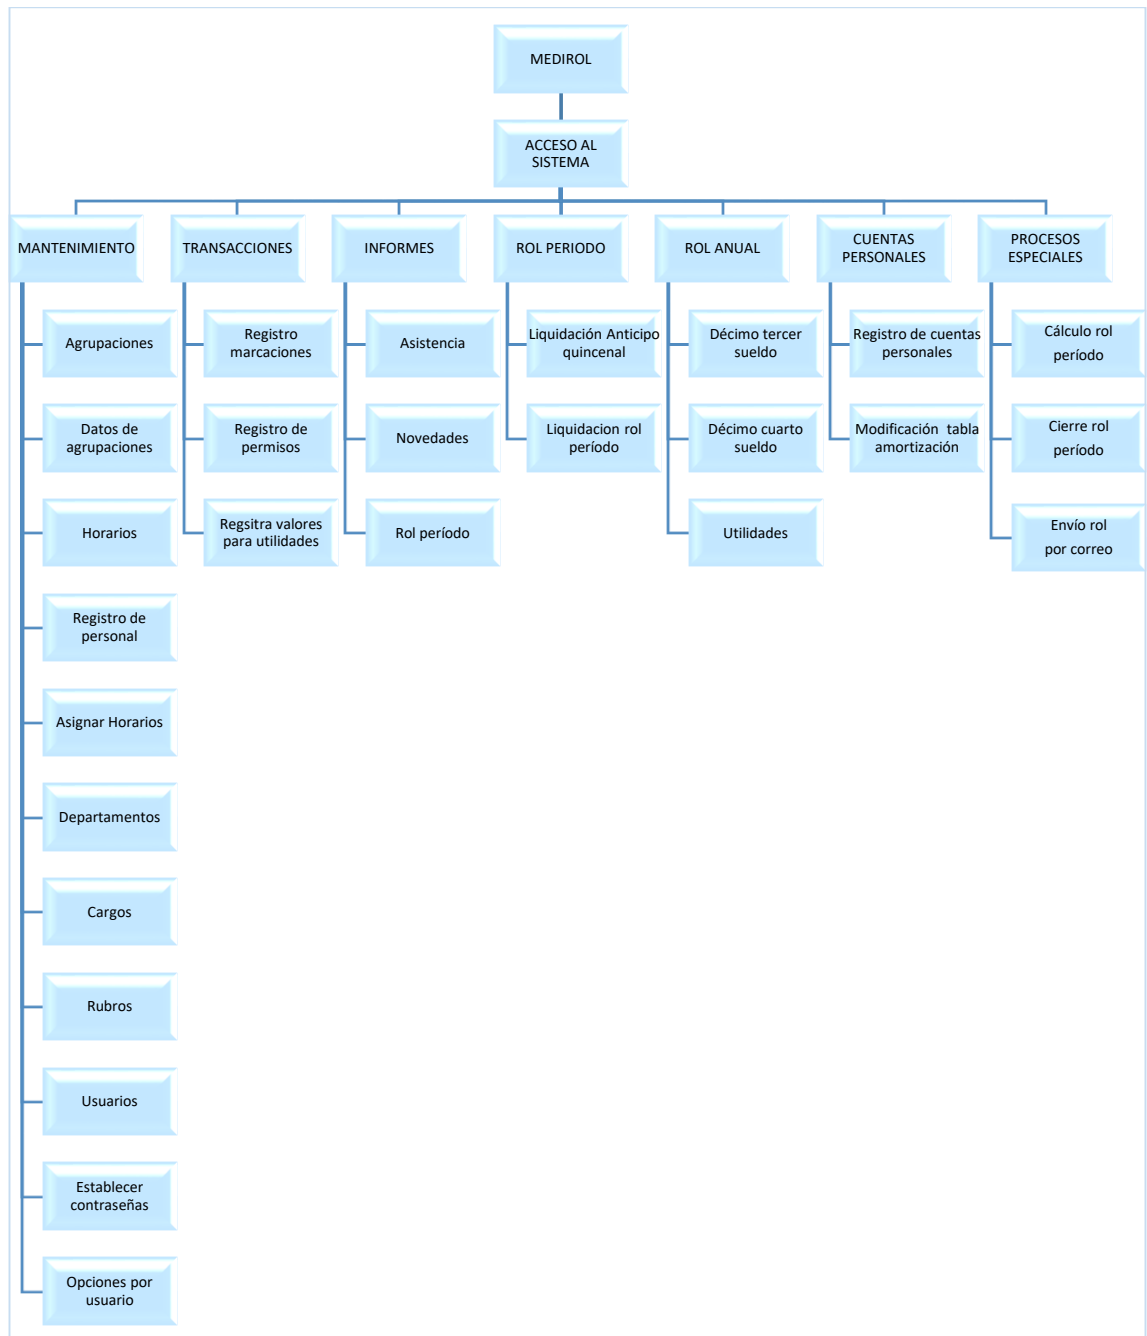 MEDIROL
ACCESO AL
SISTEMA
MANTENIMIENTO
TRANSACCIONES
INFORMES
ROL PERIODO
ROL ANUAL
CUENTAS
PERSONALES
PROCESOS
ESPECIALES
Agrupaciones
Datos de
agrupaciones
Horarios
Registro de
personal
Asignar Horarios
Departamentos
Cargos
Rubros
Usuarios
Establecer
contraseñas
Opciones por
usuario
Registro
marcaciones
Registro de
permisos
Regsitra valores
para utilidades
Asistencia
Novedades
Rol período
Liquidación Anticipo
quincenal
Liquidacion rol
período
Décimo tercer
sueldo
Décimo cuarto
sueldo
Utilidades
Registro de cuentas
personales
Modificación tabla
amortización
Cálculo rol
período
Cierre rol
período
Envío rol
por correo